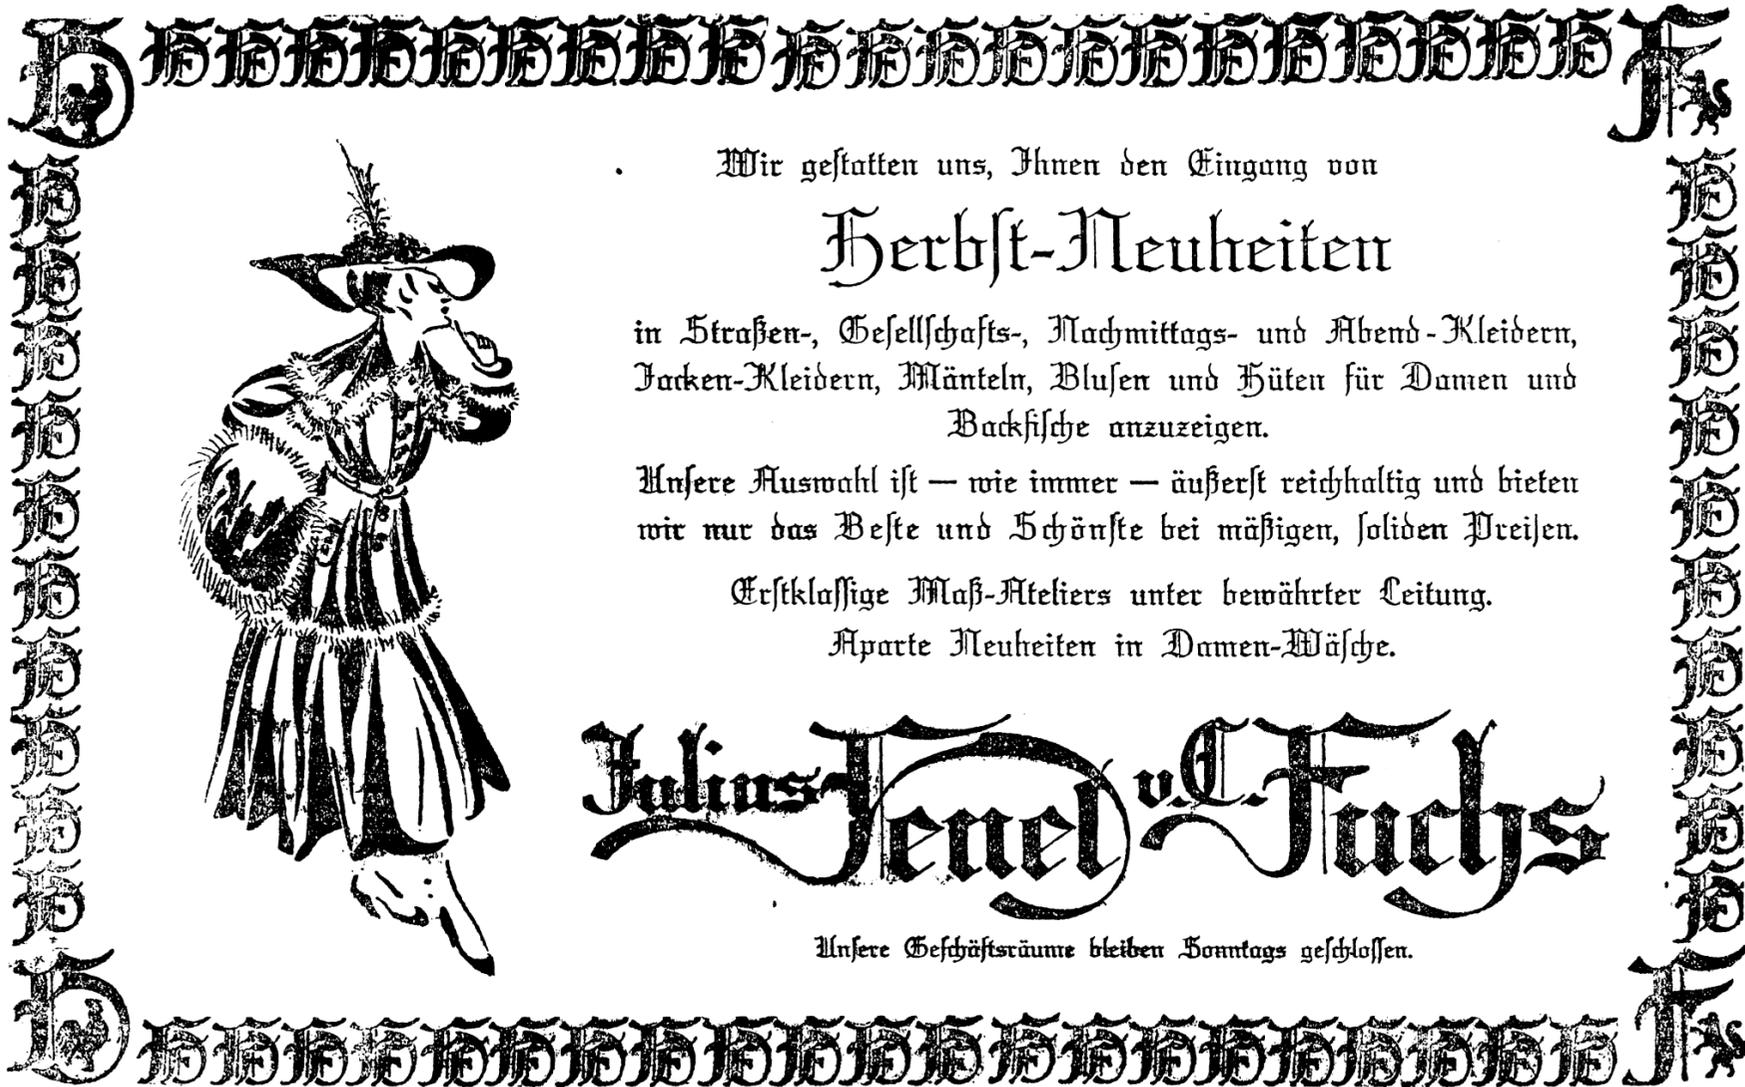 H F
Wir gestatten uns, Ihnen den Eingang von
Herbst-Neuheiten
in Straßen-, Gesellschafts-, Nachmittags- und Abend-Kleidern,
Jacken-Kleidern, Mänteln, Blusen und Hüten für Damen und
Backfische anzuzeigen.
Unsere Auswahl ist — wie immer — äußerst reichhaltig und bieten
wir nur das Beste und Schönste bei mäßigen, soliden Preisen.
Erstklassige Maß-Ateliers unter bewährter Leitung.
Aparte Neuheiten in Damen-Wäsche.
Julius Henel v. C. Fuchs
Unsere Geschäftsräume bleiben Sonntags geschlossen.
H F